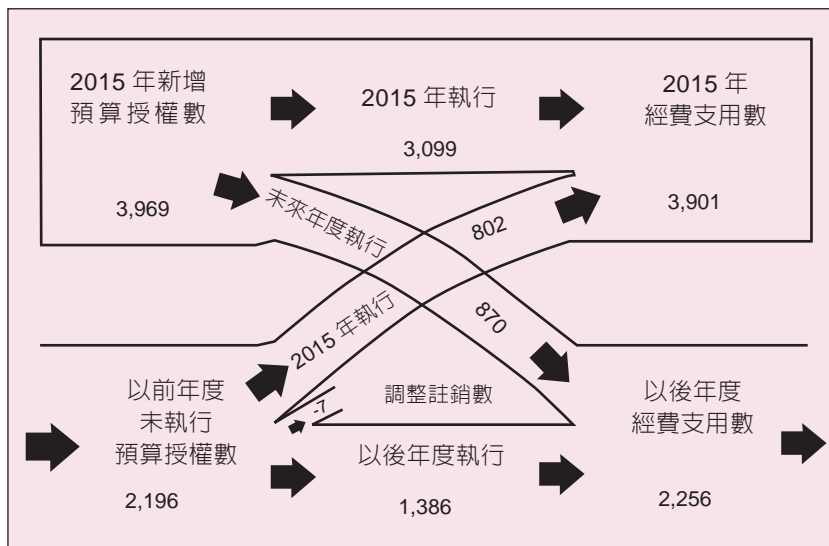 2015 年新增
預算授權數
3,969
2015 年執行
3,099
2015 年
經費支用數
3,901
未來年度執行
870
802
2015 年執行
以前年度
未執行
預算授權數
2,196
-7
調整註銷數
以後年度執行
1,386
以後年度
經費支用數
2,256